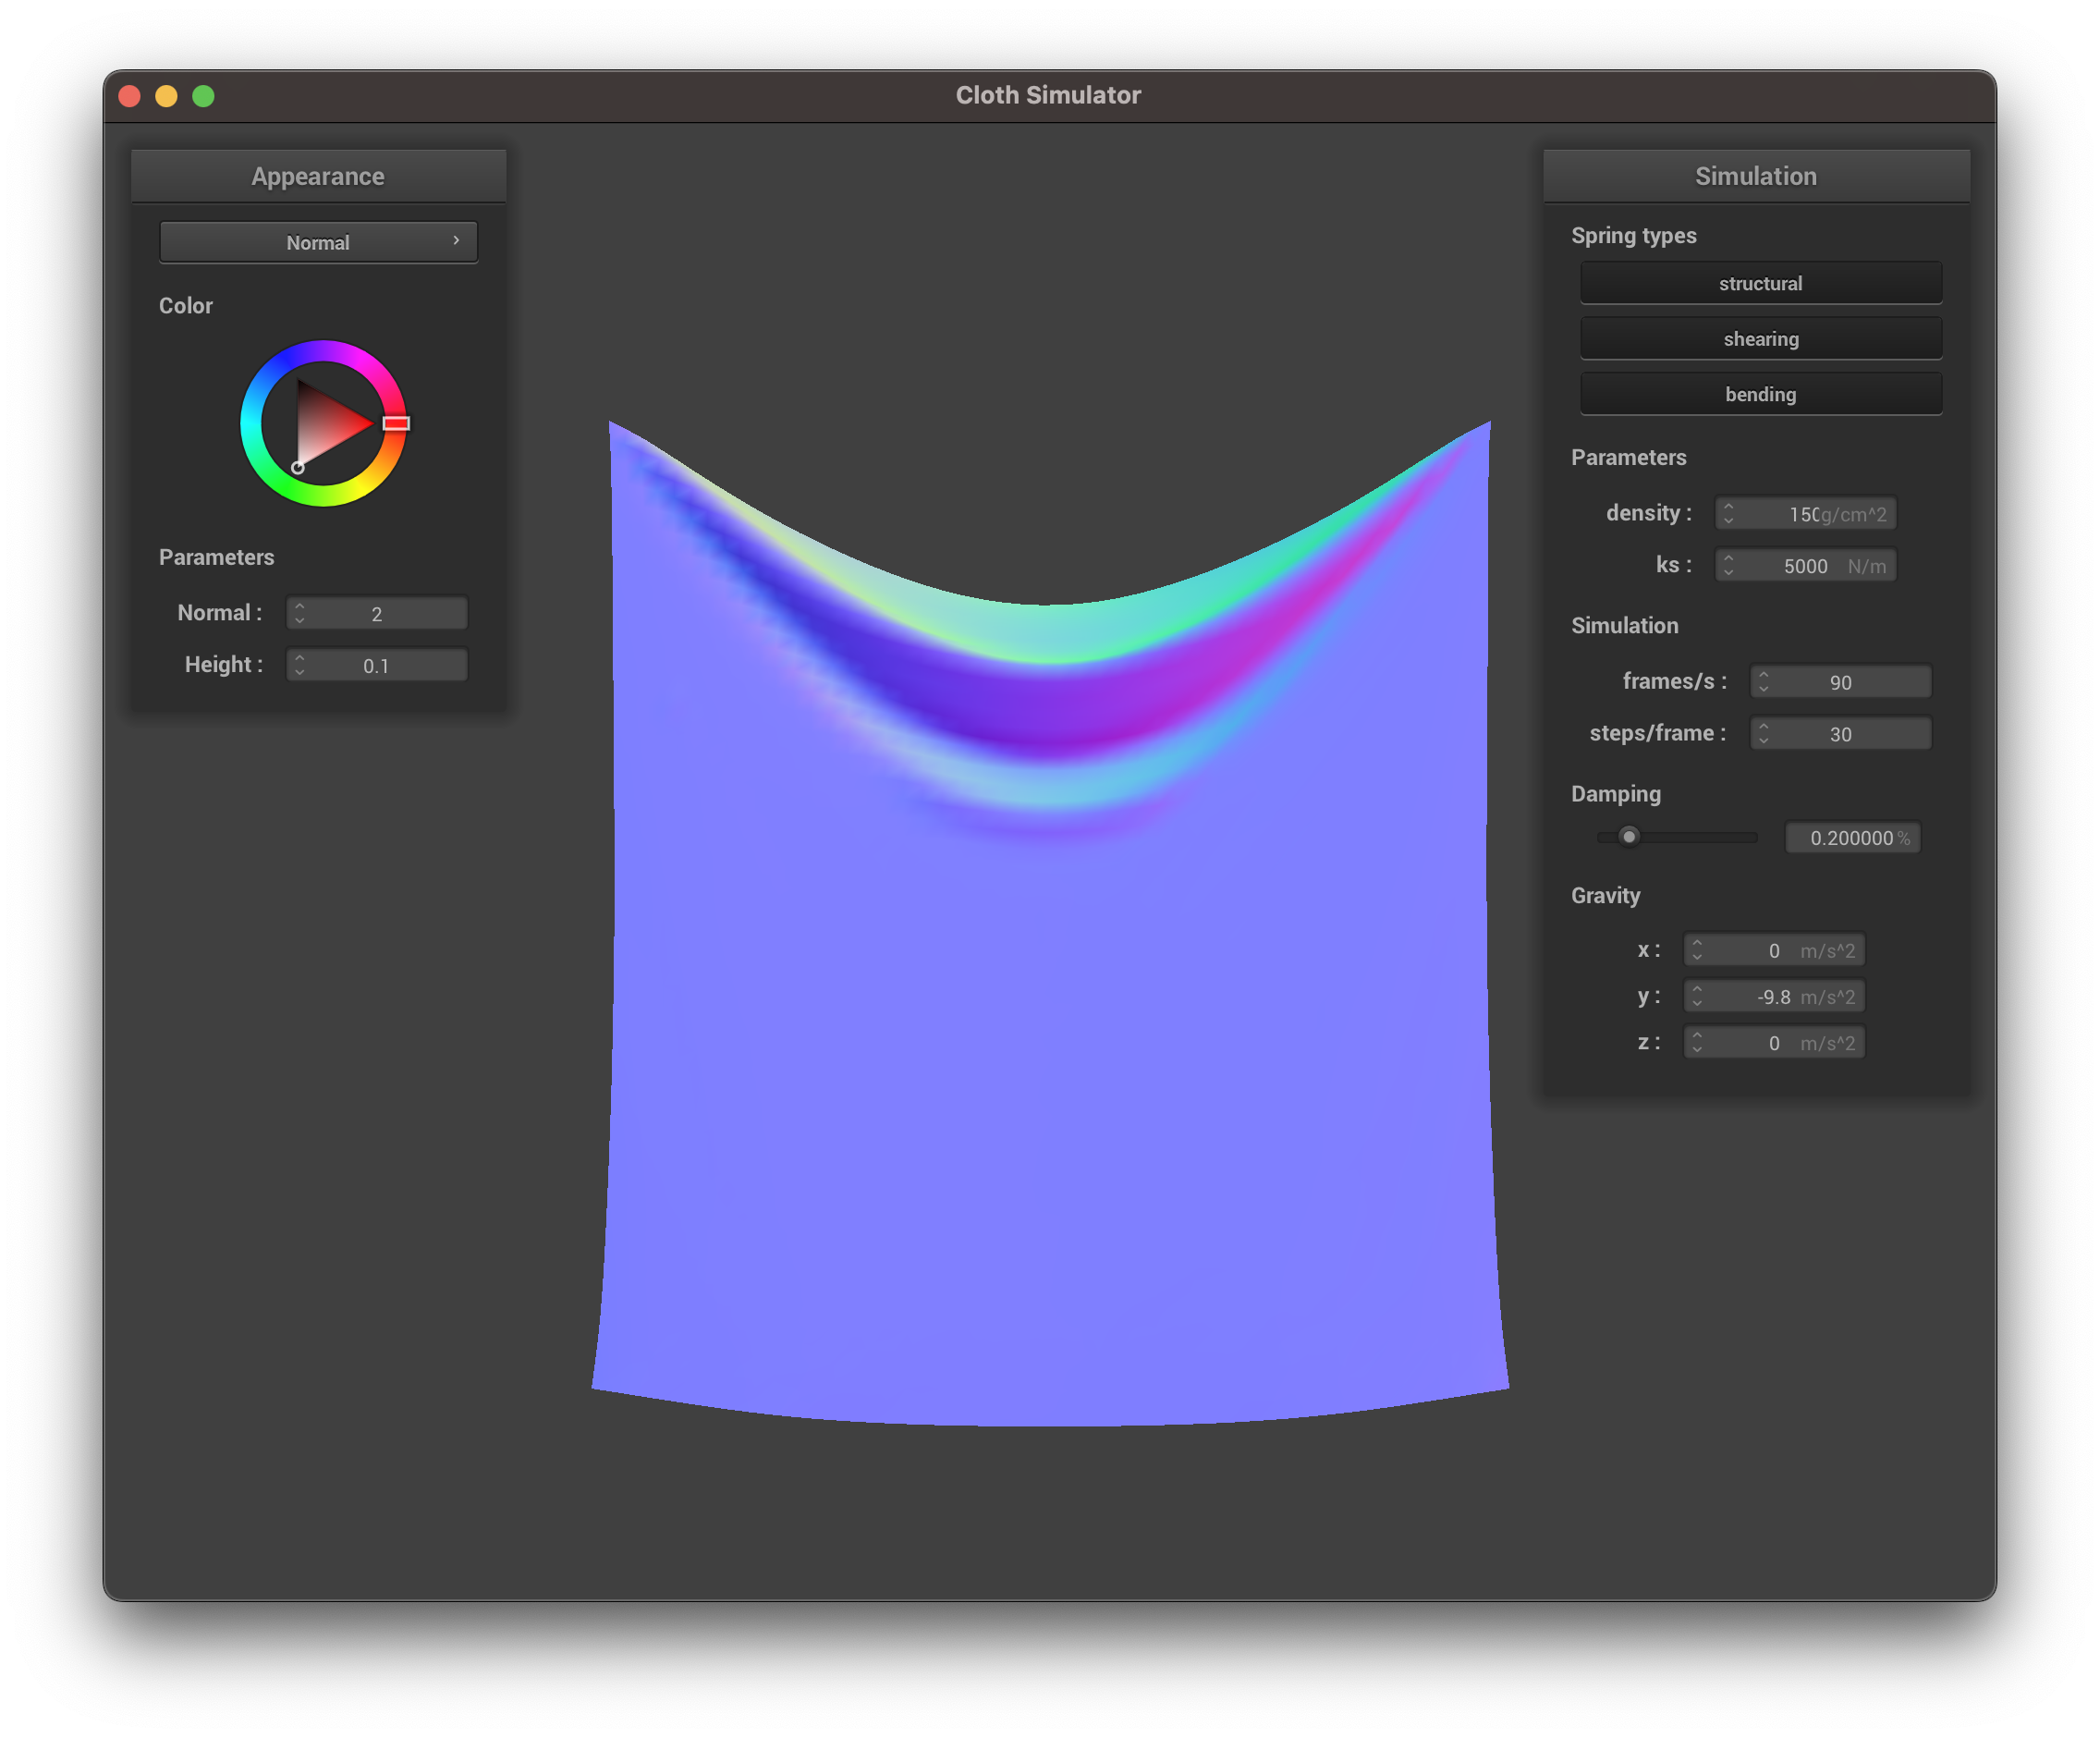 Cloth Simulator
Appearance
Normal
Color
Parameters
Normal : 2
Height : 0.1
Simulation
Spring types
structural
shearing
bending
Parameters
density : 150 g/cm^2
ks : 5000 N/m
Simulation
frames/s : 90
steps/frame : 30
Damping
0.200000 %
Gravity
x : 0 m/s^2
y : -9.8 m/s^2
z : 0 m/s^2